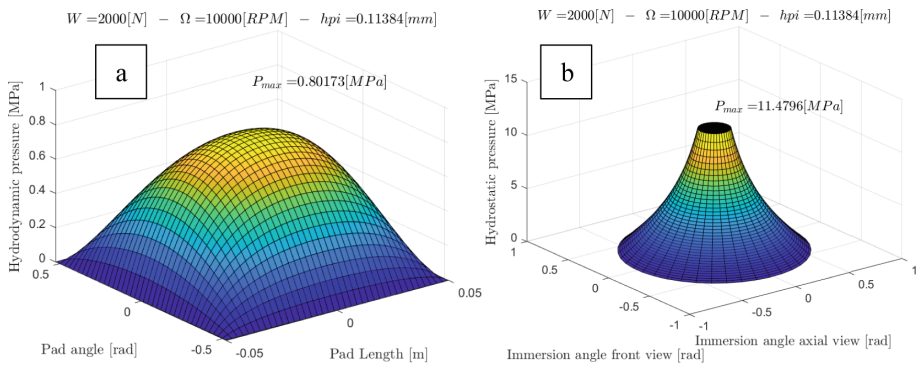 W =2000[N] − Ω =10000[RPM] − hpi =0.11384[mm]
a
P_max =0.80173[MPa]
Hydrodynamic pressure [MPa]
1
0.8
0.6
0.4
0.2
0
0.5
0
-0.5
Pad angle [rad]
-0.05
0
0.05
Pad Length [m]
W =2000[N] − Ω =10000[RPM] − hpi =0.11384[mm]
b
P_max =11.4796[MPa]
Hydrostatic pressure [MPa]
15
10
5
0
1
0.5
0
-0.5
-1
Immersion angle front view [rad]
-1
-0.5
0
0.5
1
Immersion angle axial view [rad]